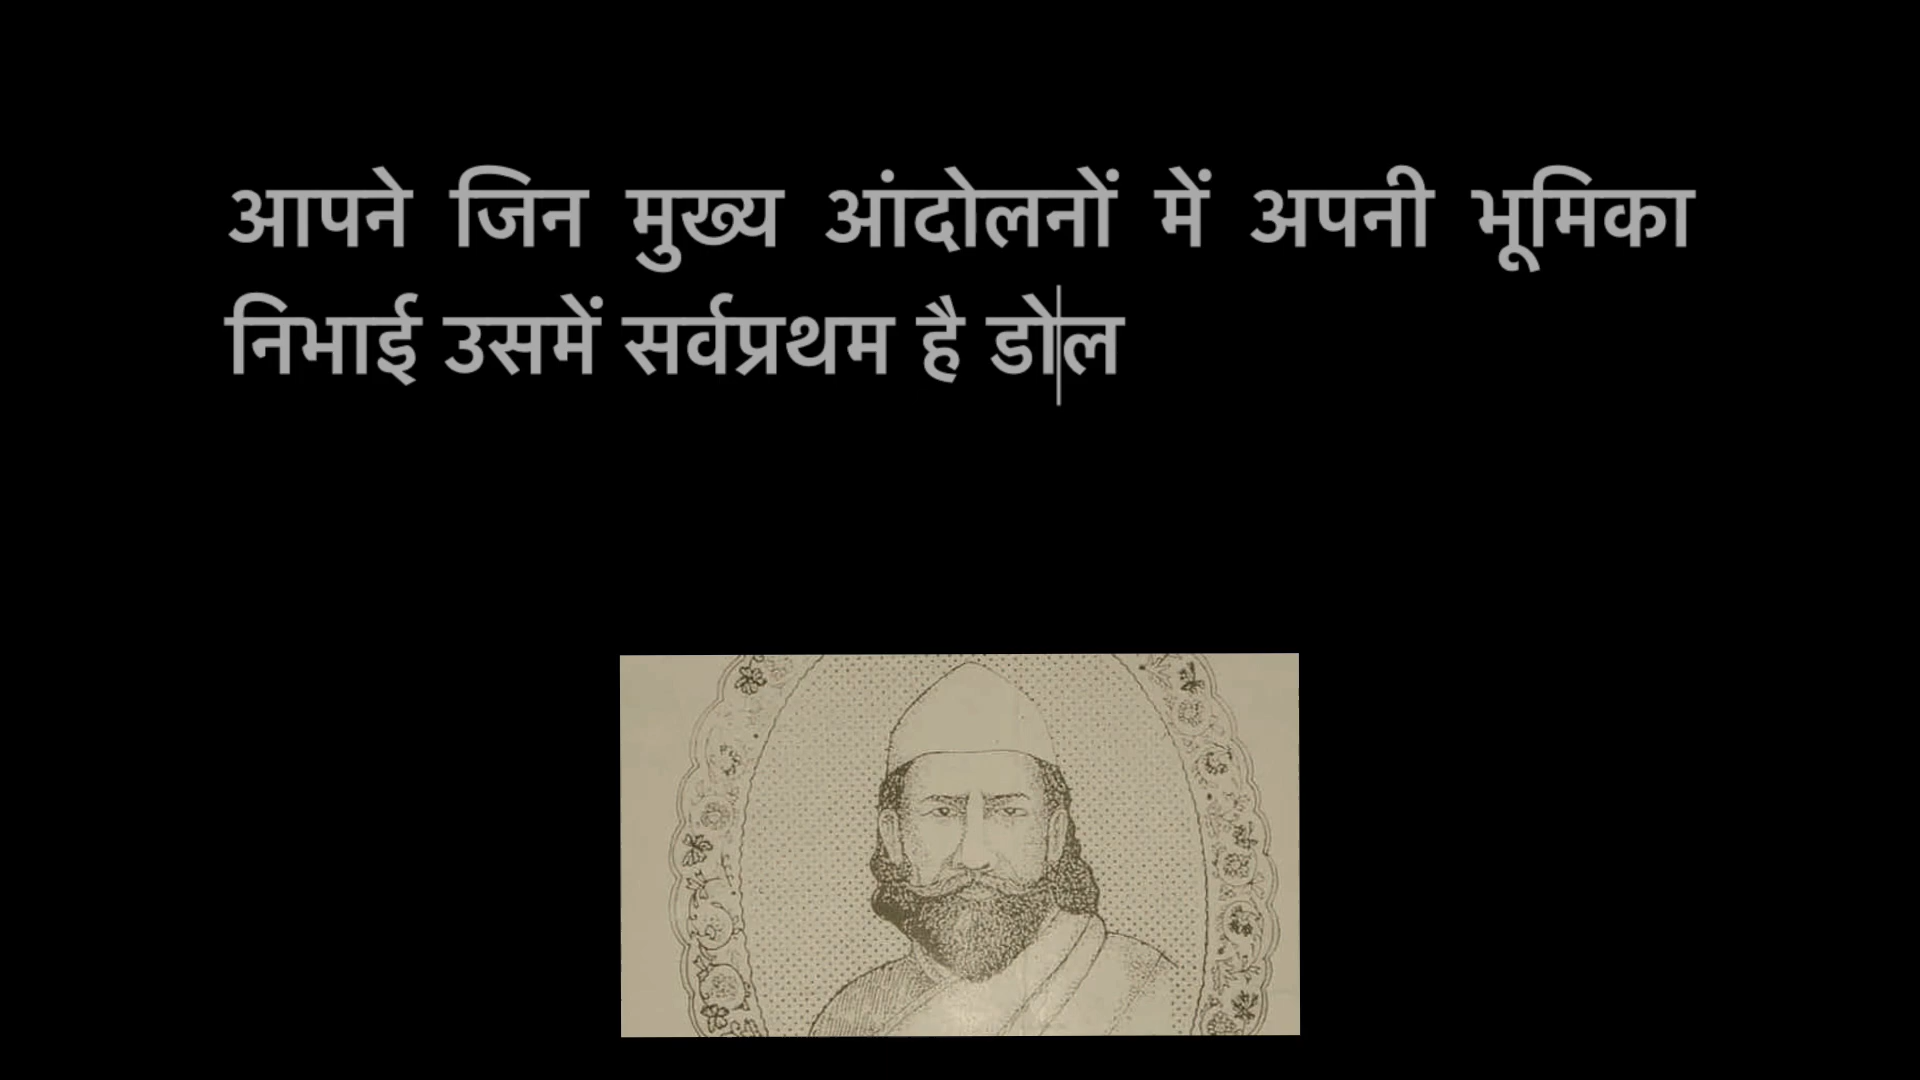 आपने जिन मुख्य आंदोलनों में अपनी भूमिका
निभाई उसमें सर्वप्रथम है डोल